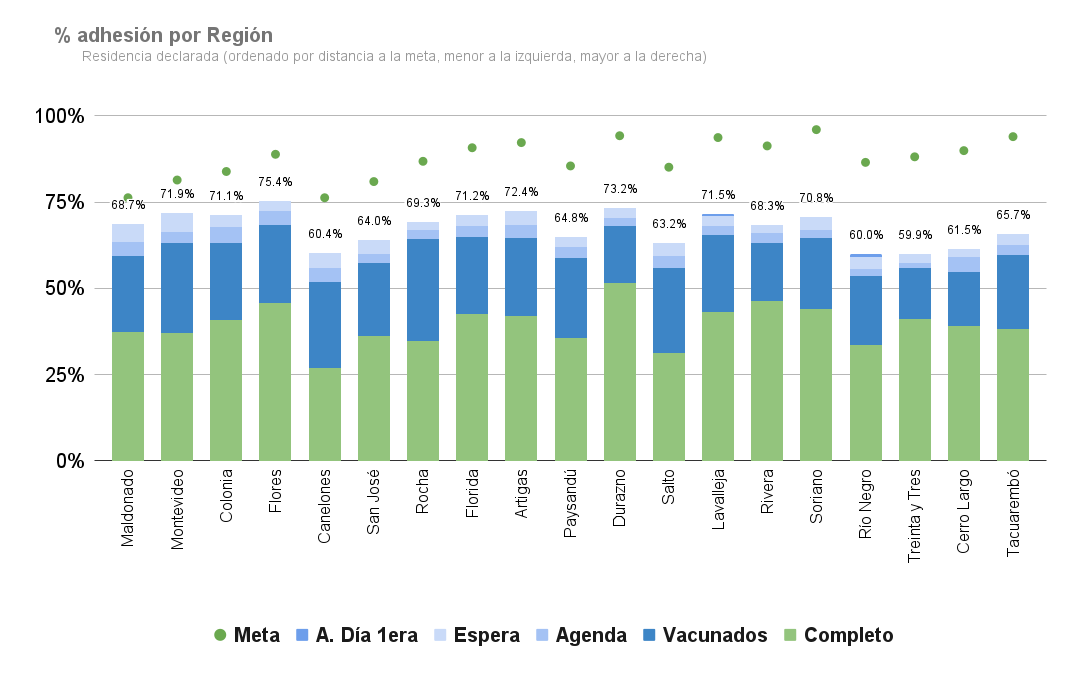 % adhesión por Región
Residencia declarada (ordenado por distancia a la meta, menor a la izquierda, mayor a la derecha)
100%
75%
50%
25%
0%
68.7%
71.9%
71.1%
75.4%
60.4%
64.0%
69.3%
71.2%
72.4%
64.8%
73.2%
63.2%
71.5%
68.3%
70.8%
60.0%
59.9%
61.5%
65.7%
Maldonado
Montevideo
Colonia
Flores
Canelones
San José
Rocha
Florida
Artigas
Paysandú
Durazno
Salto
Lavalleja
Rivera
Soriano
Río Negro
Treinta y Tres
Cerro Largo
Tacuarembó
Meta A. Día 1era Espera Agenda Vacunados Completo